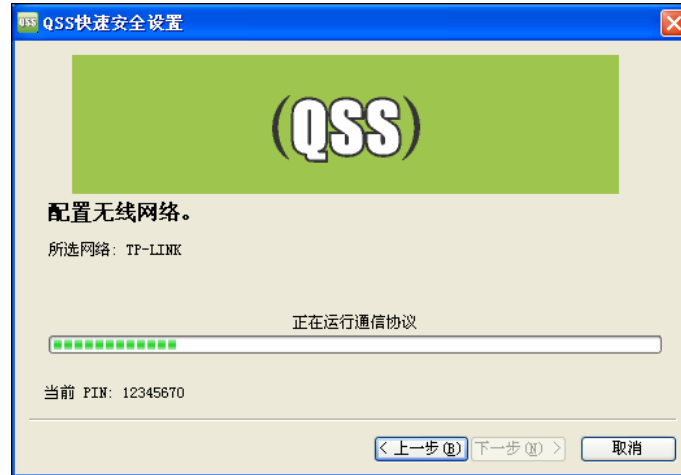 QSS QSS快速安全设置
(QSS)
配置无线网络。
所选网络: TP-LINK
正在运行通信协议
当前 PIN: 12345670
< 上一步(B) 下一步(N) > 取消